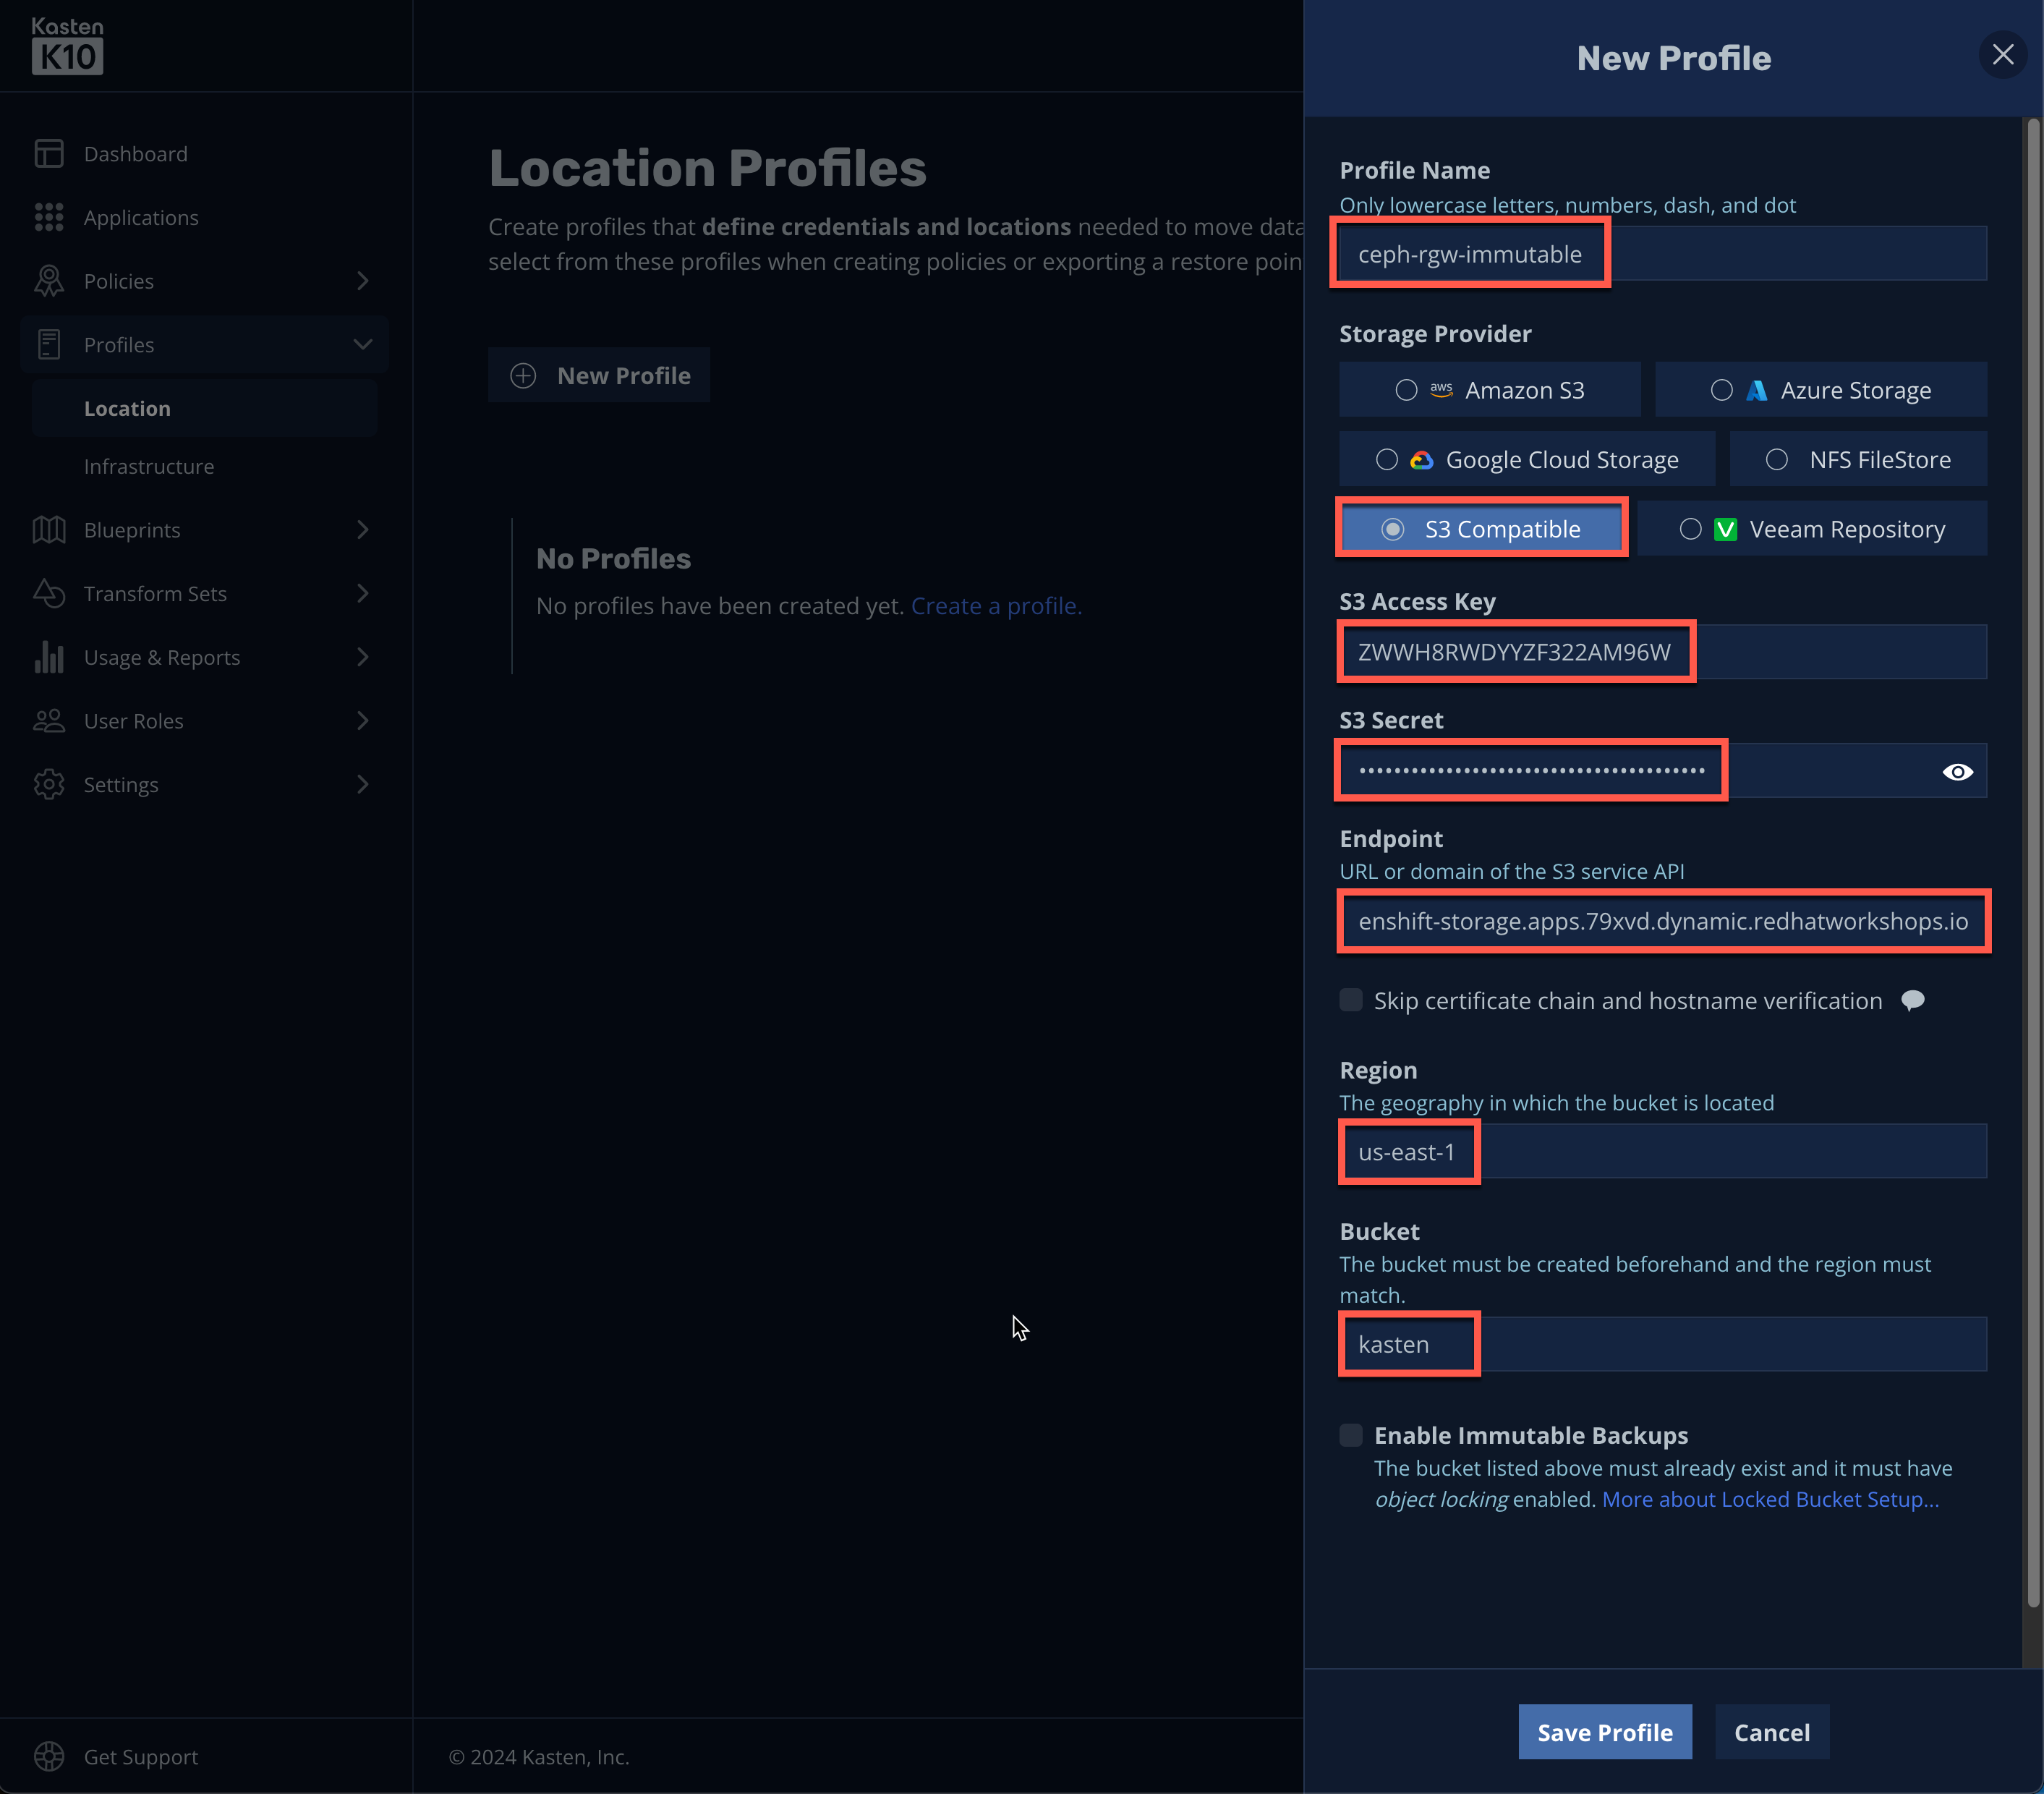 Kasten
K10
Dashboard
Applications
Policies
Profiles
Location
Infrastructure
Blueprints
Transform Sets
Usage & Reports
User Roles
Settings
Get Support
Location Profiles
Create profiles that define credentials and locations needed to move data
select from these profiles when creating policies or exporting a restore poin
New Profile
No Profiles
No profiles have been created yet. Create a profile.
© 2024 Kasten, Inc.
New Profile
Profile Name
Only lowercase letters, numbers, dash, and dot
ceph-rgw-immutable
Storage Provider
aws Amazon S3
Azure Storage
Google Cloud Storage
NFS FileStore
S3 Compatible
V Veeam Repository
S3 Access Key
ZWWH8RWDYYZF322AM96W
S3 Secret
••••••••••••••••••••••••••••••••••••••••
Endpoint
URL or domain of the S3 service API
enshift-storage.apps.79xvd.dynamic.redhatworkshops.io
Skip certificate chain and hostname verification
Region
The geography in which the bucket is located
us-east-1
Bucket
The bucket must be created beforehand and the region must
match.
kasten
Enable Immutable Backups
The bucket listed above must already exist and it must have
object locking enabled. More about Locked Bucket Setup...
Save Profile
Cancel